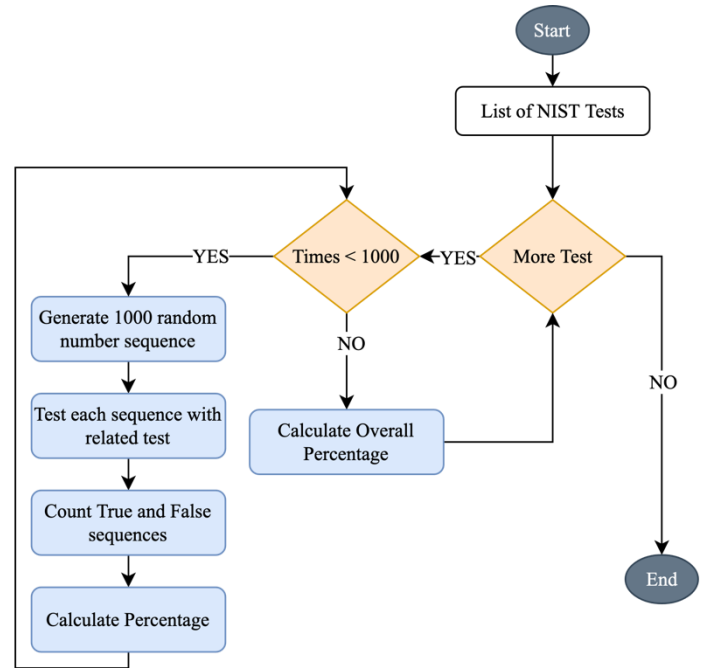 Start
List of NIST Tests
More Test
YES
Times < 1000
YES
NO
NO
Generate 1000 random
number sequence
Test each sequence with
related test
Count True and False
sequences
Calculate Percentage
Calculate Overall
Percentage
End